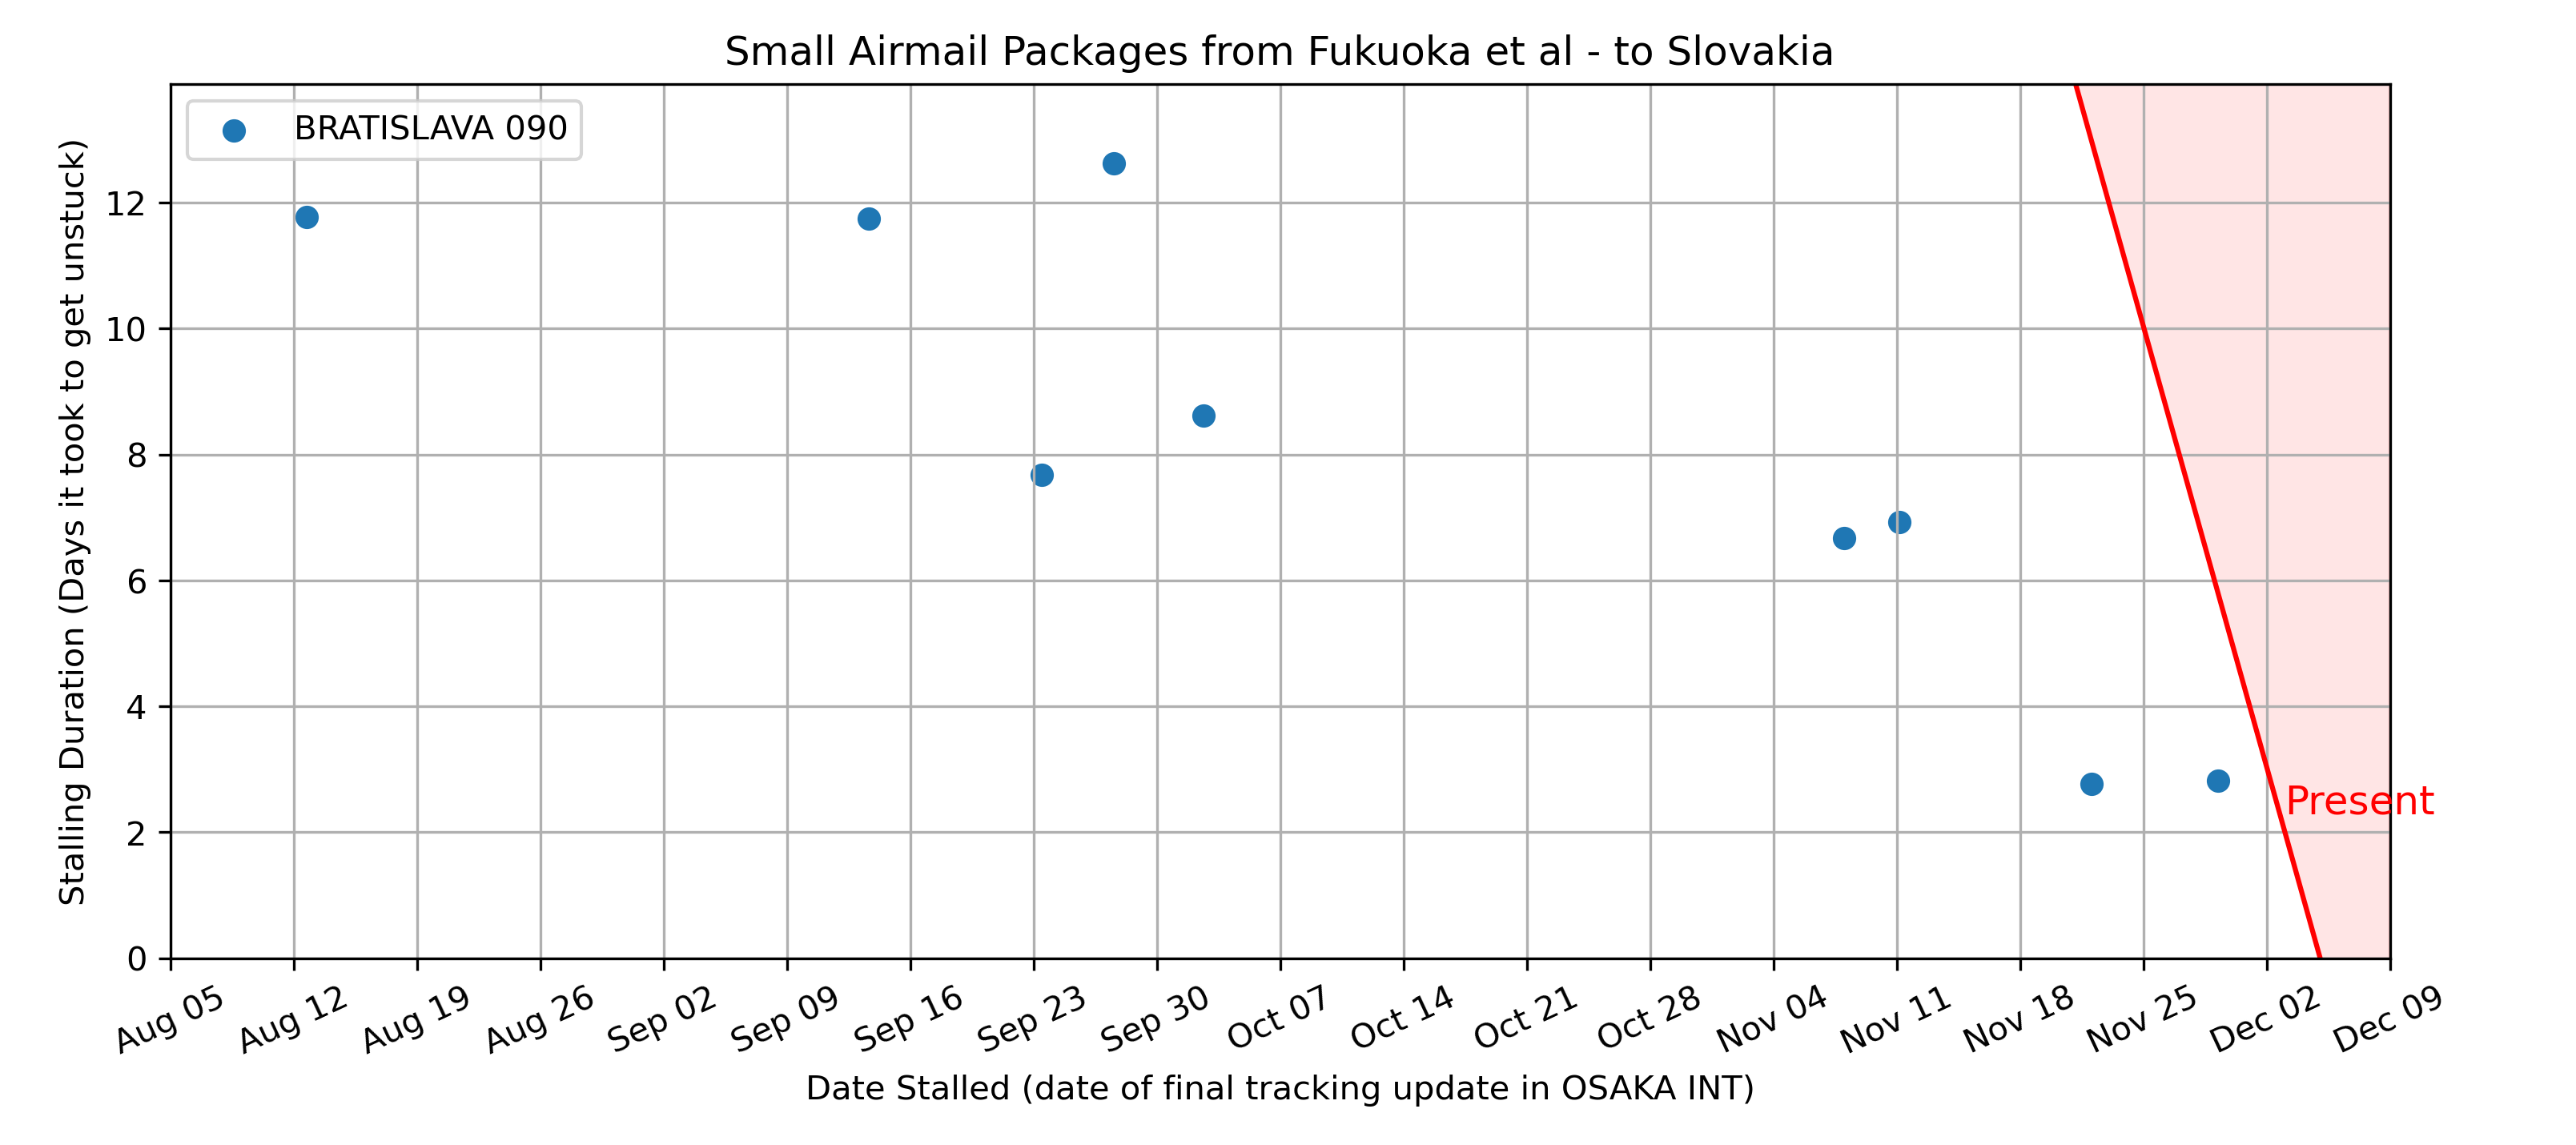 Small Airmail Packages from Fukuoka et al - to Slovakia
BRATISLAVA 090
Stalling Duration (Days it took to get unstuck)
12
10
8
6
4
2
0
Present
Aug 05
Aug 12
Aug 19
Aug 26
Sep 02
Sep 09
Sep 16
Sep 23
Sep 30
Oct 07
Oct 14
Oct 21
Oct 28
Nov 04
Nov 11
Nov 18
Nov 25
Dec 02
Dec 09
Date Stalled (date of final tracking update in OSAKA INT)